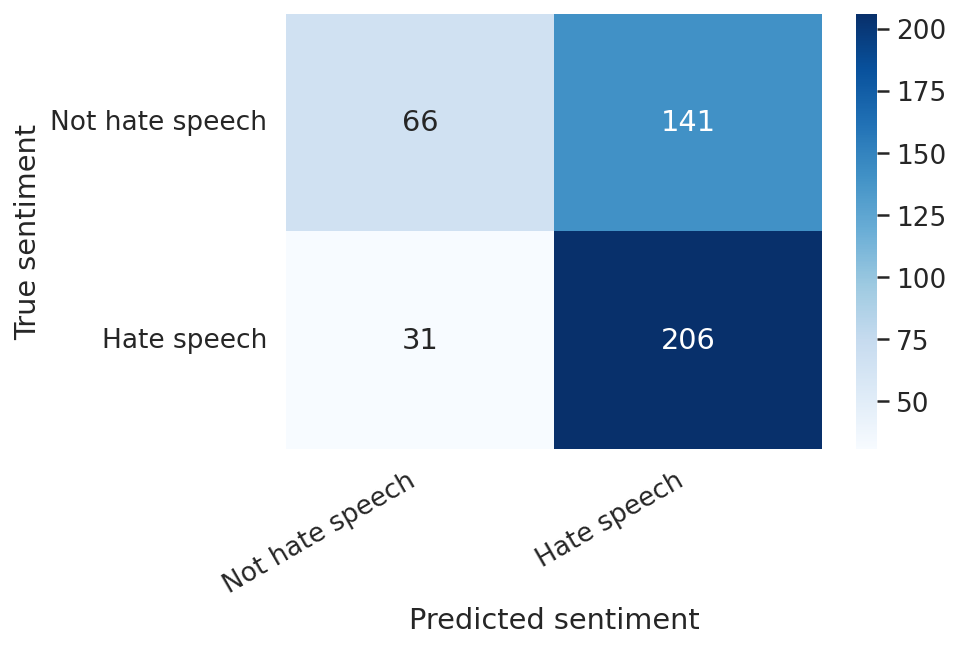 True sentiment
Not hate speech
66
141
Hate speech
31
206
200
175
150
125
100
75
50
Not hate speech
Hate speech
Predicted sentiment